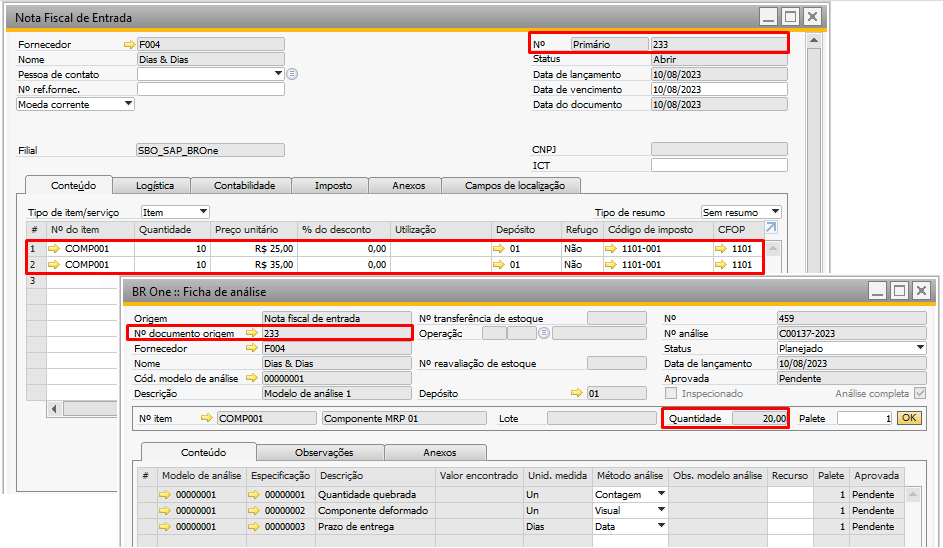 Nota Fiscal de Entrada
Fornecedor F004 Nº Primário 233
Nome Dias & Dias Status Abrir
Pessoa de contato Data de lançamento 10/08/2023
Nº ref.fornec. Data de vencimento 10/08/2023
Moeda corrente Data do documento 10/08/2023
Filial SBO_SAP_BROne CNPJ
ICT
Conteúdo Logística Contabilidade Imposto Anexos Campos de localização
Tipo de item/serviço Item Tipo de resumo Sem resumo
# Nº do item Quantidade Preço unitário % do desconto Utilização Depósito Refugo Código de imposto CFOP
1 COMP001 10 R$ 25,00 0,00 01 Não 1101-001 1101
2 COMP001 10 R$ 35,00 0,00 01 Não 1101-001 1101
3
BR One :: Ficha de análise
Origem Nota fiscal de entrada Nº transferência de estoque Nº 459
Nº documento origem 233 Operação Nº análise C00137-2023
Fornecedor F004 Status Planejado
Nome Dias & Dias Nº reavaliação de estoque Data de lançamento 10/08/2023
Cód. modelo de análise 00000001 Aprovada Pendente
Descrição Modelo de análise 1 Depósito 01 Inspecionado Análise completa
Nº item COMP001 Componente MRP 01 Lote Quantidade 20,00 Palete 1 OK
Conteúdo Observações Anexos
# Modelo de análise Especificação Descrição Valor encontrado Unid. medida Método análise Obs. modelo análise Recurso Palete Aprovada
00000001 00000001 Quantidade quebrada Un Contagem 1 Pendente
00000001 00000002 Componente deformado Un Visual 1 Pendente
00000001 00000003 Prazo de entrega Dias Data 1 Pendente